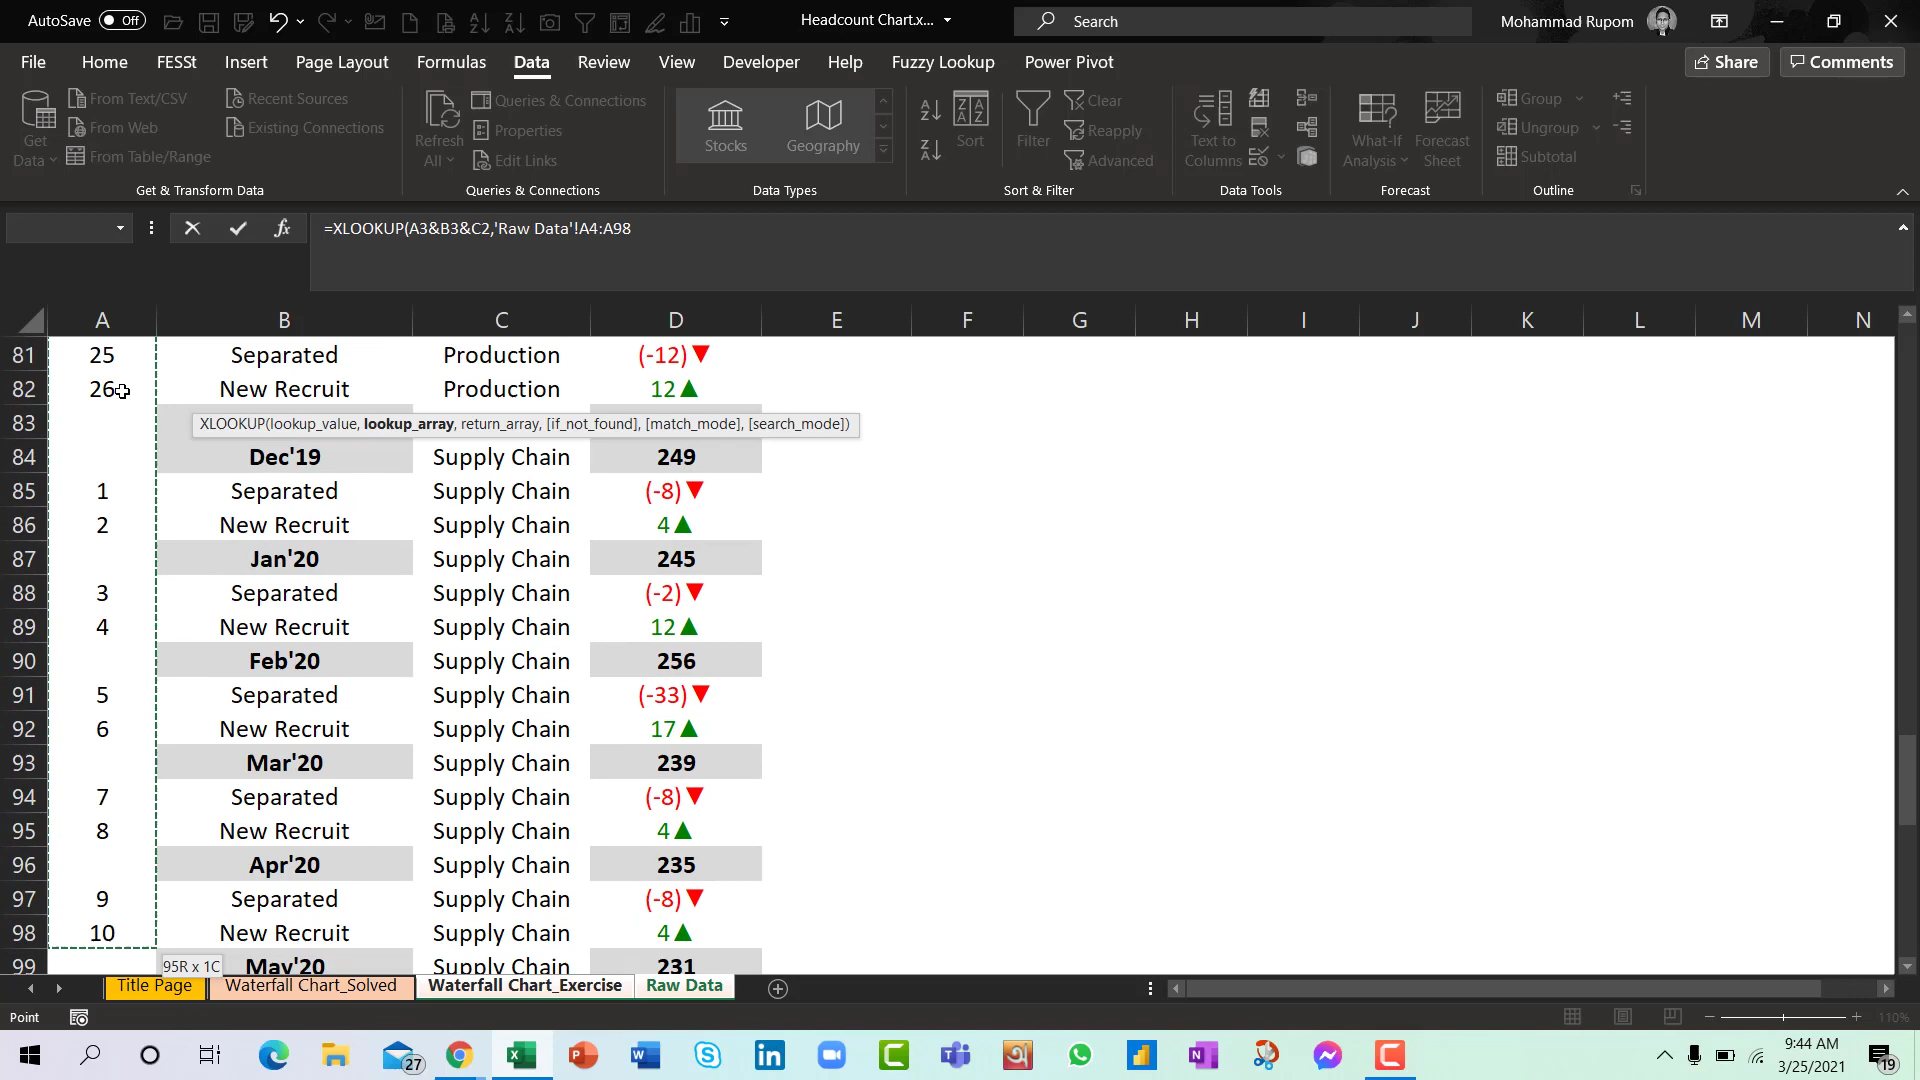 AutoSave Off Headcount Chart.x... Search Mohammad Rupom
File Home FESSt Insert Page Layout Formulas Data Review View Developer Help Fuzzy Lookup Power Pivot Share Comments
Get Data
From Text/CSV
From Web
From Table/Range
Recent Sources
Existing Connections
Refresh All
Queries & Connections
Properties
Edit Links
Stocks
Geography
Sort
Filter
Clear
Reapply
Advanced
Text to Columns
What-If Analysis
Forecast Sheet
Group
Ungroup
Subtotal
Get & Transform Data Queries & Connections Data Types Sort & Filter Data Tools Forecast Outline
fx =XLOOKUP(A3&B3&C2,'Raw Data'!A4:A98
A B C D E F G H I J K L M N
81 25 Separated Production (-12)▼
82 26 New Recruit Production 12▲
83 XLOOKUP(lookup_value, lookup_array, return_array, [if_not_found], [match_mode], [search_mode])
84 Dec'19 Supply Chain 249
85 1 Separated Supply Chain (-8)▼
86 2 New Recruit Supply Chain 4▲
87 Jan'20 Supply Chain 245
88 3 Separated Supply Chain (-2)▼
89 4 New Recruit Supply Chain 12▲
90 Feb'20 Supply Chain 256
91 5 Separated Supply Chain (-33)▼
92 6 New Recruit Supply Chain 17▲
93 Mar'20 Supply Chain 239
94 7 Separated Supply Chain (-8)▼
95 8 New Recruit Supply Chain 4▲
96 Apr'20 Supply Chain 235
97 9 Separated Supply Chain (-8)▼
98 10 New Recruit Supply Chain 4▲
99 May'20 Supply Chain 231
95R x 1C
Title Page Waterfall Chart_Solved Waterfall Chart_Exercise Raw Data
Point 110%
27
9:44 AM
3/25/2021
19